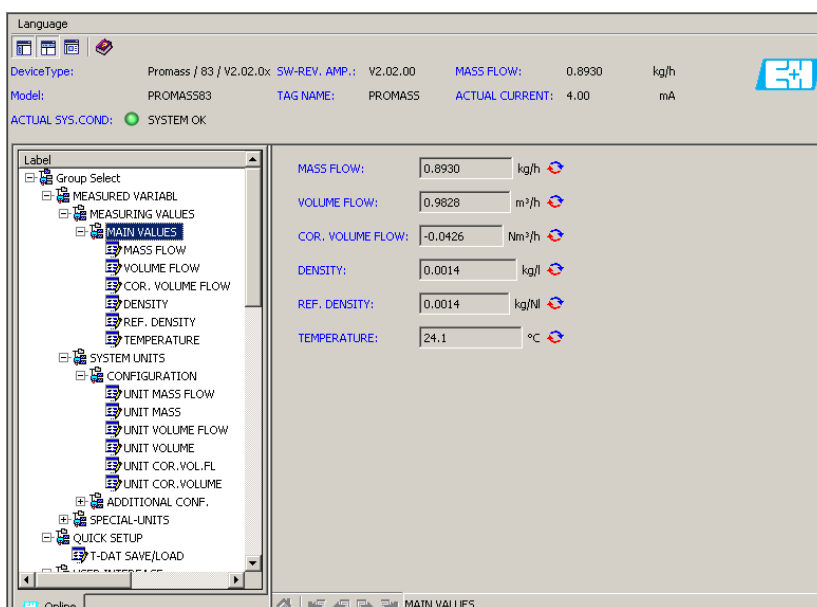 Language
DeviceType: Promass / 83 / V2.02.0x SW-REV. AMP.: V2.02.00 MASS FLOW: 0.8930 kg/h
Model: PROMASS83 TAG NAME: PROMASS ACTUAL CURRENT: 4.00 mA
ACTUAL SYS.COND: SYSTEM OK
E+H
Label
Group Select
MEASURED VARIABL
MEASURING VALUES
MAIN VALUES
MASS FLOW
VOLUME FLOW
COR. VOLUME FLOW
DENSITY
REF. DENSITY
TEMPERATURE
SYSTEM UNITS
CONFIGURATION
UNIT MASS FLOW
UNIT MASS
UNIT VOLUME FLOW
UNIT VOLUME
UNIT COR.VOL.FL
UNIT COR.VOLUME
ADDITIONAL CONF.
SPECIAL-UNITS
QUICK SETUP
T-DAT SAVE/LOAD
USER INTERFACE
Online
MASS FLOW: 0.8930 kg/h
VOLUME FLOW: 0.9828 m³/h
COR. VOLUME FLOW: -0.0426 Nm³/h
DENSITY: 0.0014 kg/l
REF. DENSITY: 0.0014 kg/Nl
TEMPERATURE: 24.1 °C
MAIN VALUES